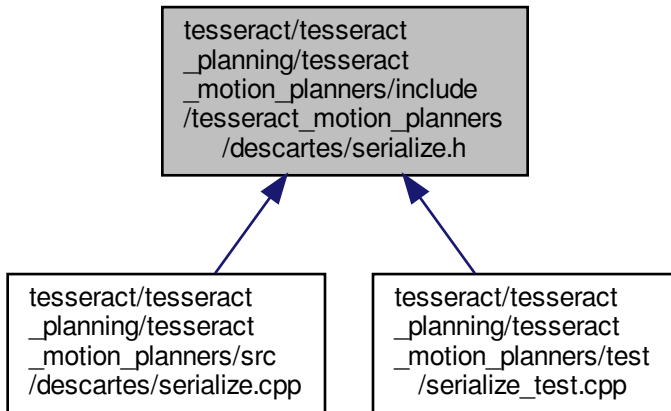 tesseract/tesseract
_planning/tesseract
_motion_planners/include
/tesseract_motion_planners
/descartes/serialize.h
tesseract/tesseract
_planning/tesseract
_motion_planners/src
/descartes/serialize.cpp
tesseract/tesseract
_planning/tesseract
_motion_planners/test
/serialize_test.cpp